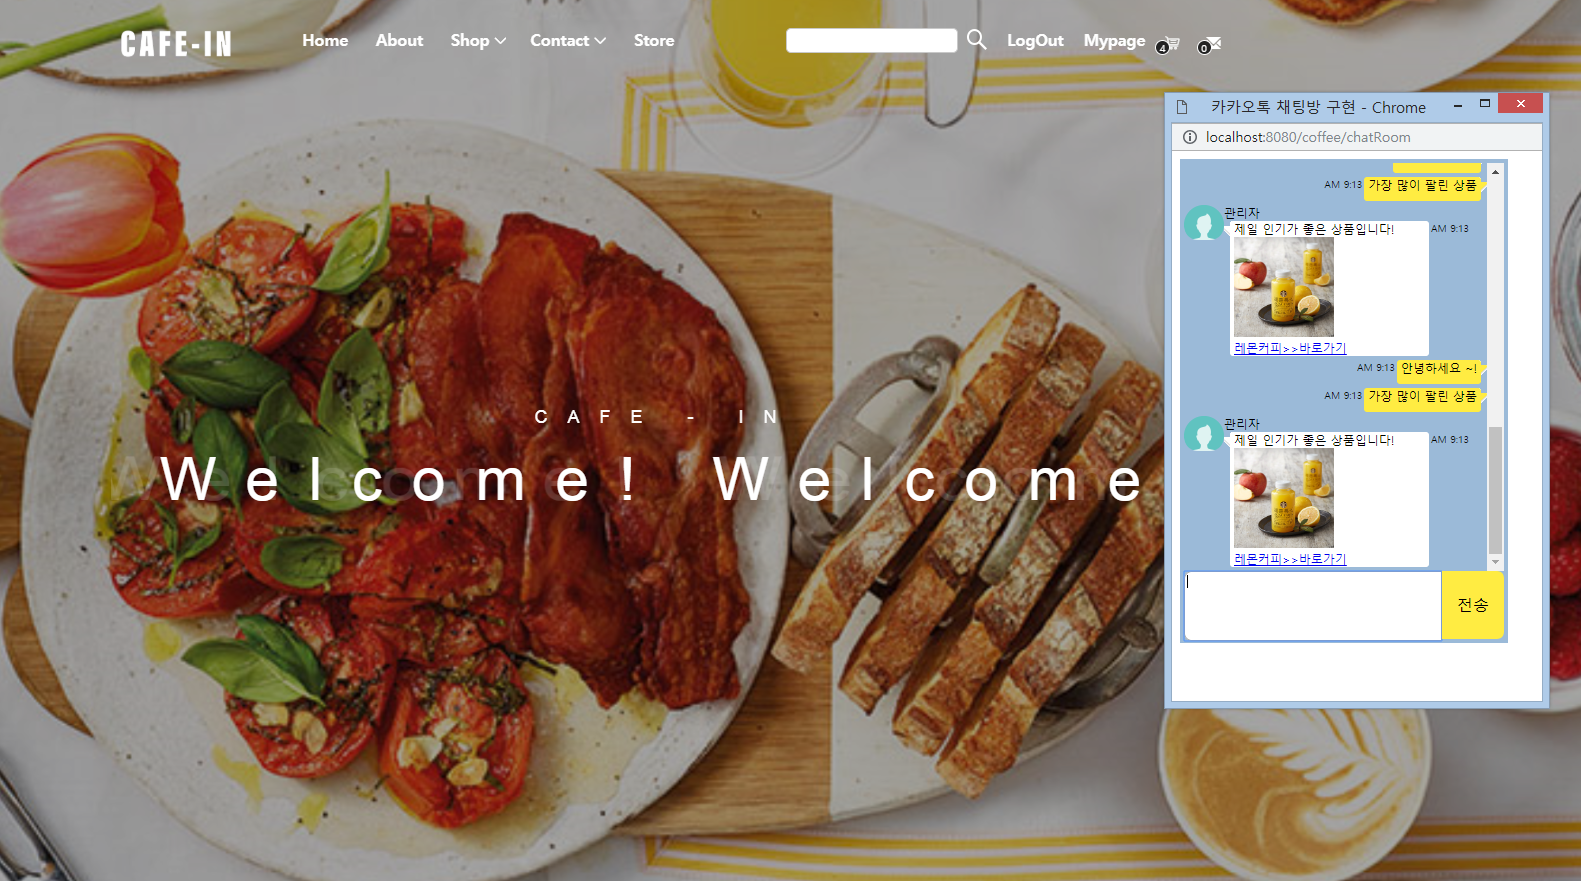 CAFE-IN
Home About Shop Contact Store
LogOut Mypage 4 0
CAFE - IN
Welcome! Welcome
카카오톡 채팅방 구현 - Chrome
localhost:8080/coffee/chatRoom
AM 9:13 가장 많이 팔린 상품
관리자
제일 인기가 좋은 상품입니다! AM 9:13
레몬커피>>바로가기
AM 9:13 안녕하세요 ~!
AM 9:13 가장 많이 팔린 상품
관리자
제일 인기가 좋은 상품입니다! AM 9:13
레몬커피>>바로가기
전송